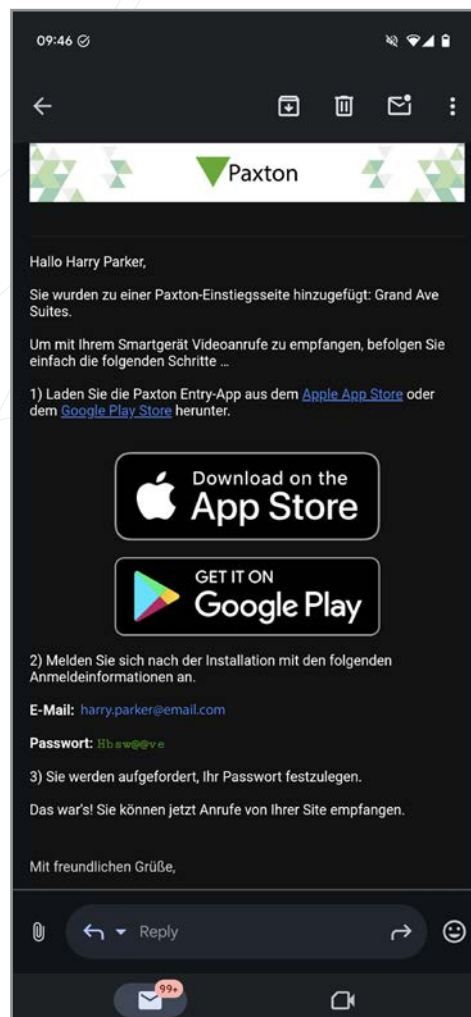 09:46
Paxton
Hallo Harry Parker,
Sie wurden zu einer Paxton-Einstiegsseite hinzugefügt: Grand Ave
Suites.
Um mit Ihrem Smartgerät Videoanrufe zu empfangen, befolgen Sie
einfach die folgenden Schritte ...
1) Laden Sie die Paxton Entry-App aus dem Apple App Store oder
dem Google Play Store herunter.
Download on the
App Store
GET IT ON
Google Play
2) Melden Sie sich nach der Installation mit den folgenden
Anmeldeinformationen an.
E-Mail: harry.parker@email.com
Passwort: Hbsw@@ve
3) Sie werden aufgefordert, Ihr Passwort festzulegen.
Das war's! Sie können jetzt Anrufe von Ihrer Site empfangen.
Mit freundlichen Grüße,
Reply
99+